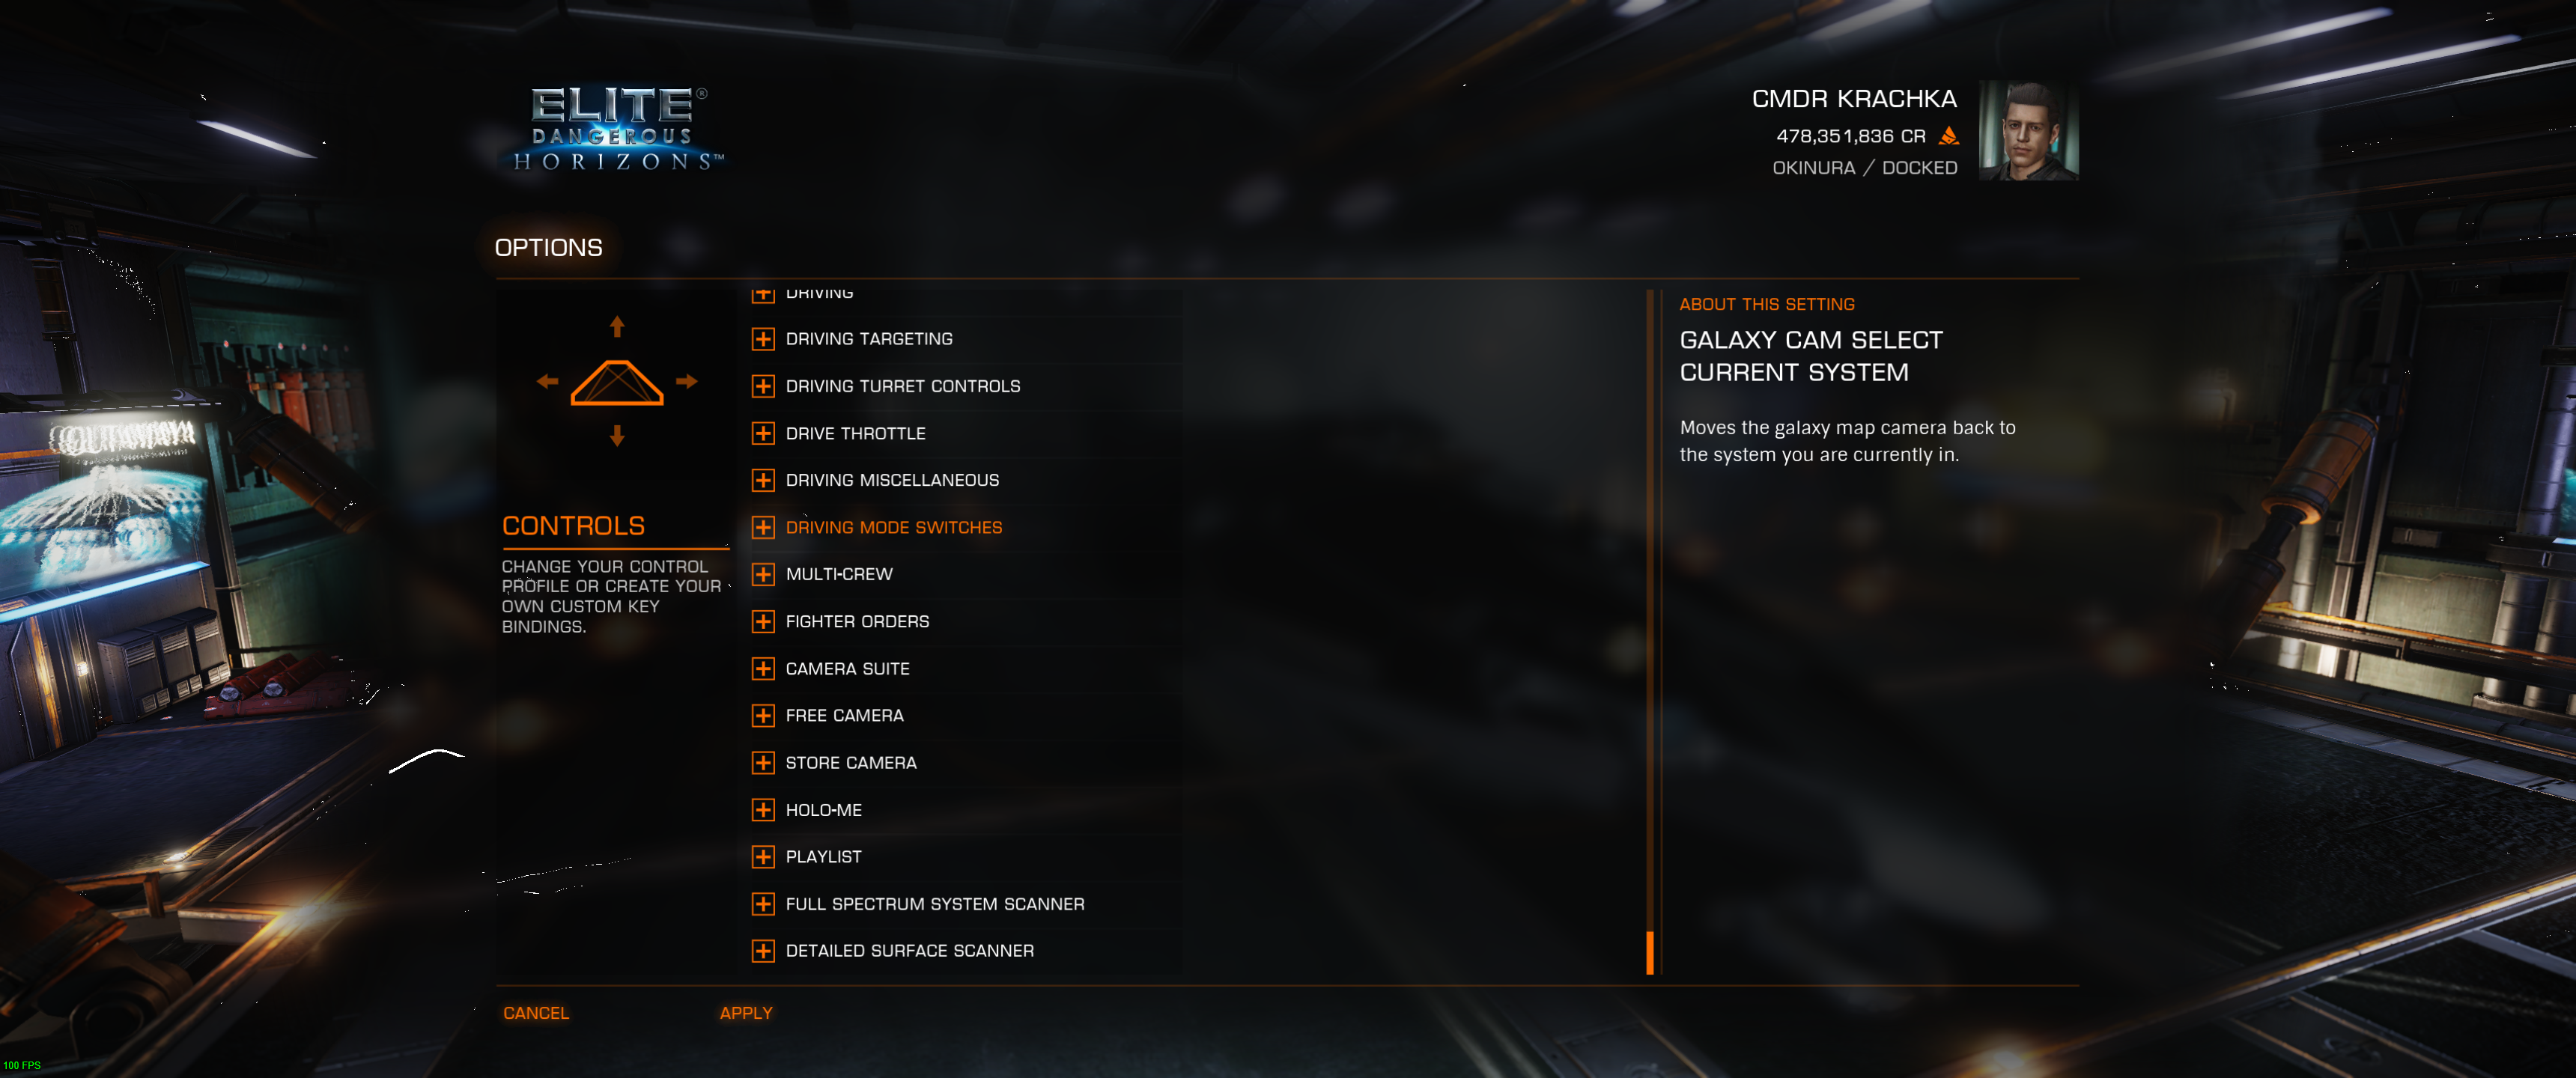 ELITE®
DANGEROUS
HORIZONS™
CMDR KRACHKA
478,351,836 CR
OKINURA / DOCKED
OPTIONS
CONTROLS
CHANGE YOUR CONTROL
PROFILE OR CREATE YOUR
OWN CUSTOM KEY
BINDINGS.
DRIVING
DRIVING TARGETING
DRIVING TURRET CONTROLS
DRIVE THROTTLE
DRIVING MISCELLANEOUS
DRIVING MODE SWITCHES
MULTI-CREW
FIGHTER ORDERS
CAMERA SUITE
FREE CAMERA
STORE CAMERA
HOLO-ME
PLAYLIST
FULL SPECTRUM SYSTEM SCANNER
DETAILED SURFACE SCANNER
ABOUT THIS SETTING
GALAXY CAM SELECT
CURRENT SYSTEM
Moves the galaxy map camera back to
the system you are currently in.
CANCEL
APPLY
100 FPS